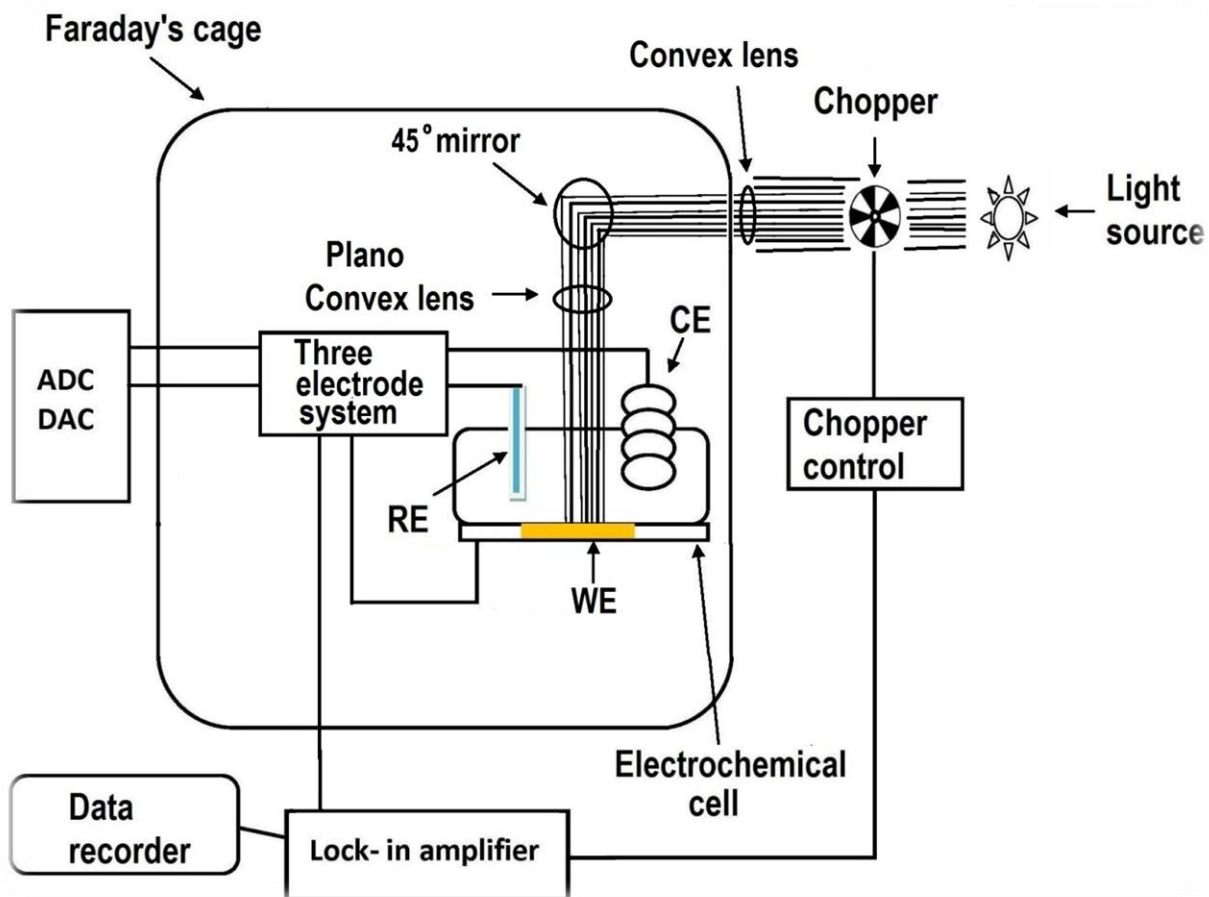 Faraday's cage
Convex lens
Chopper
45° mirror
Light
source
Plano
Convex lens
CE
ADC
DAC
Three
electrode
system
Chopper
control
RE
WE
Electrochemical
cell
Data
recorder
Lock- in amplifier